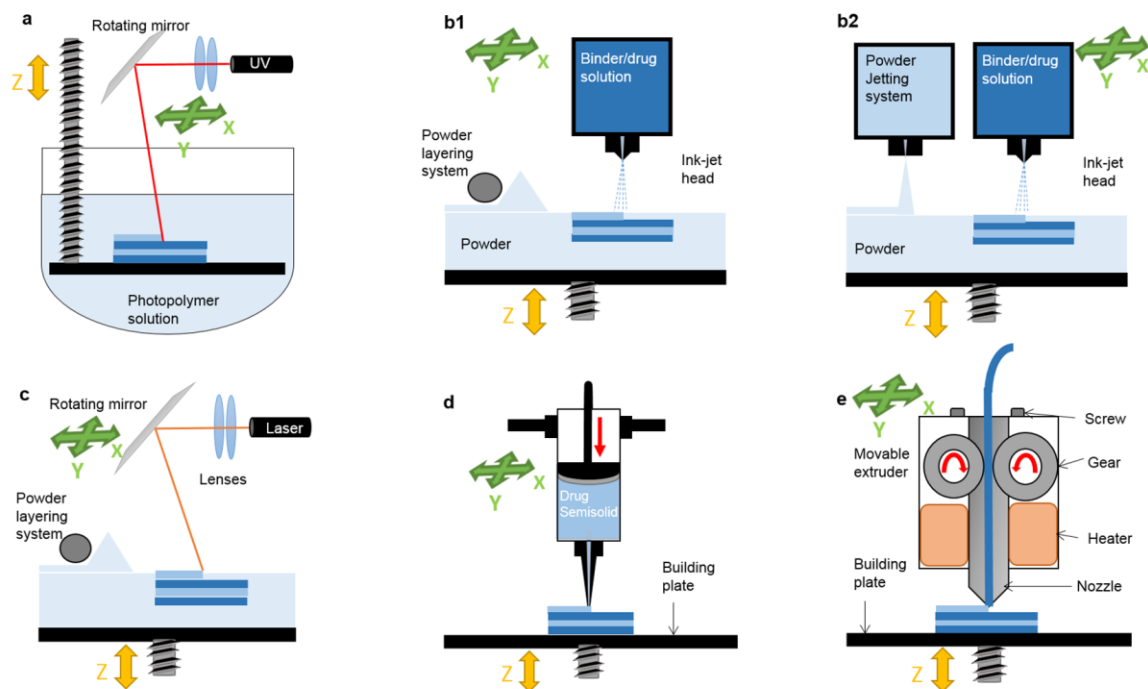 a
Rotating mirror
UV
Z
X
Y
Photopolymer
solution
b1
X
Y
Binder/drug
solution
Powder
layering
system
Ink-jet
head
Powder
Z
b2
Powder
Jetting
system
Binder/drug
solution
X
Y
Ink-jet
head
Powder
Z
c
Rotating mirror
X
Y
Laser
Lenses
Powder
layering
system
Z
d
X
Y
Drug
Semisolid
Building
plate
Z
e
X
Y
Movable
extruder
Screw
Gear
Heater
Nozzle
Building
plate
Z